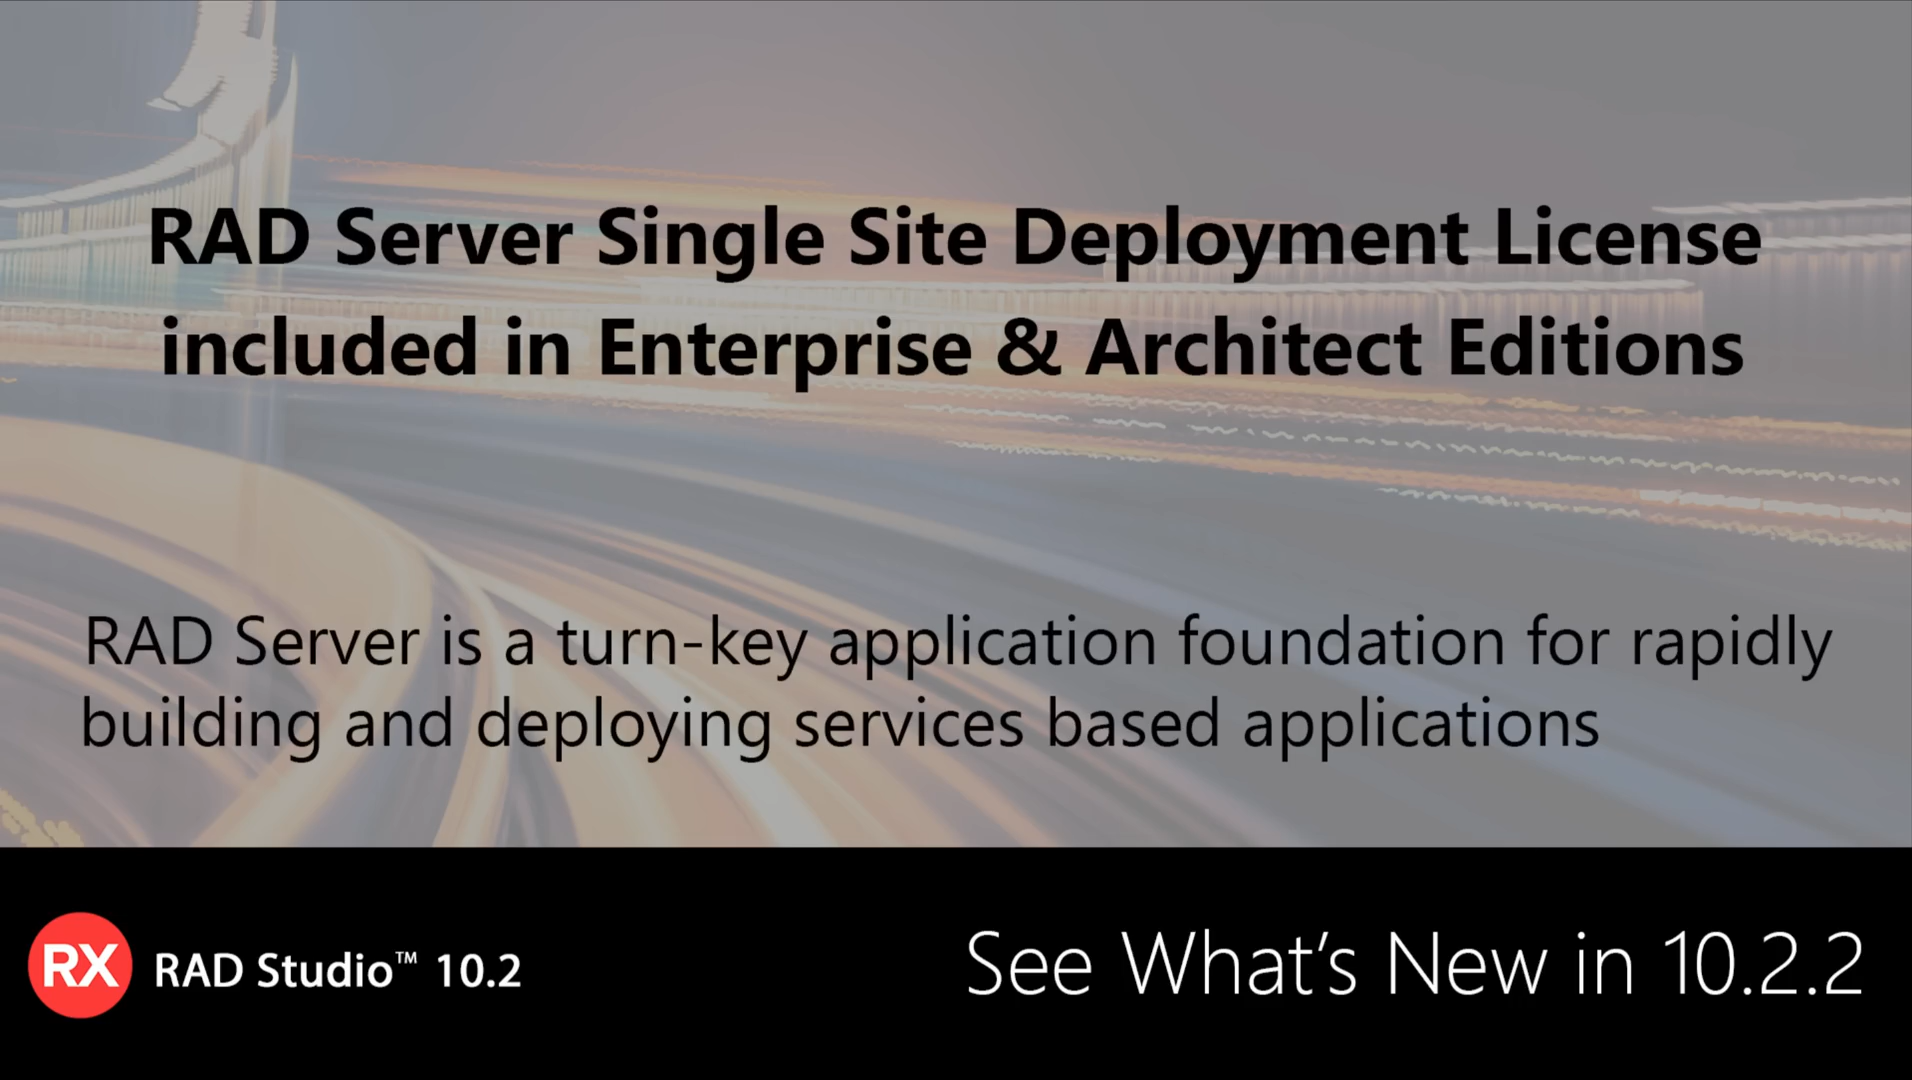 RAD Server Single Site Deployment License
included in Enterprise & Architect Editions
RAD Server is a turn-key application foundation for rapidly
building and deploying services based applications
RX RAD Studio™ 10.2
See What's New in 10.2.2